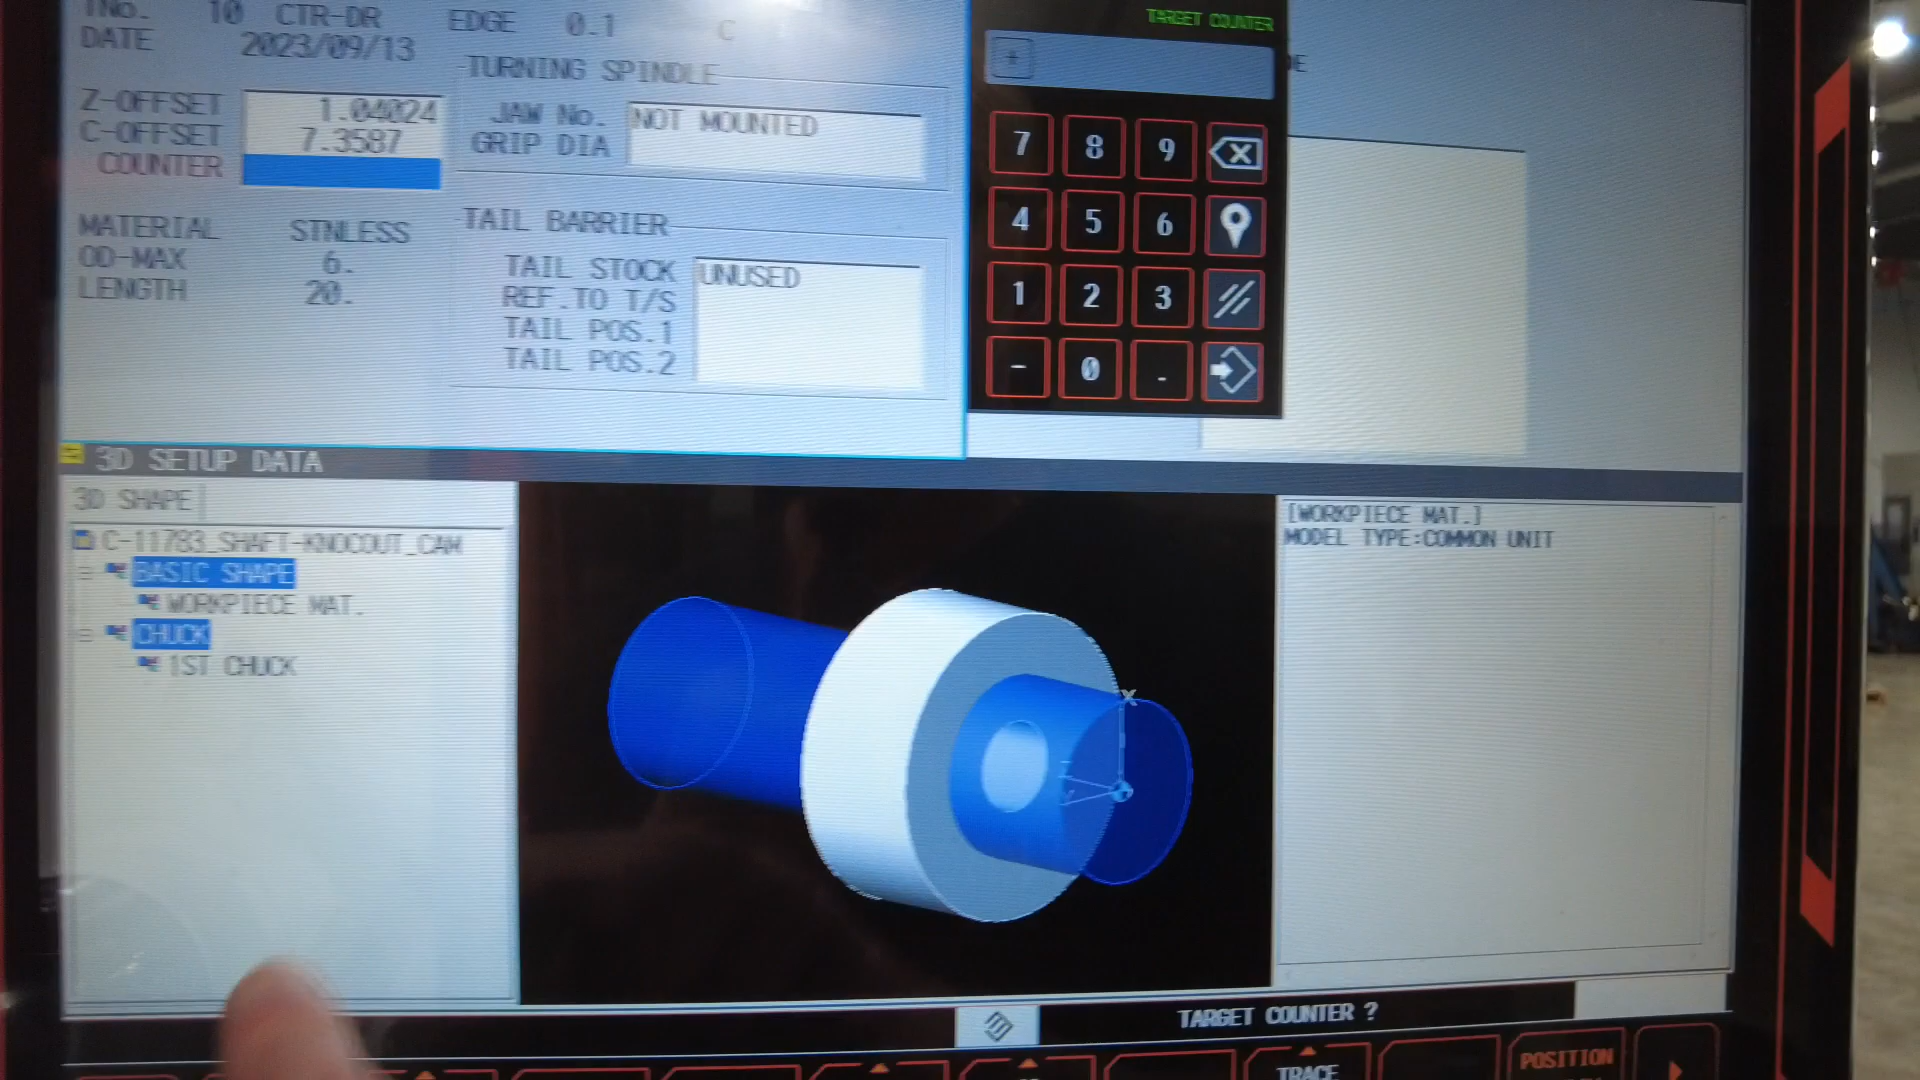 TNo. 10 CTR-DR EDGE 0.1 C
DATE 2023/09/13
TURNING SPINDLE
Z-OFFSET 1.04024
C-OFFSET 7.3587
COUNTER
JAW No. NOT MOUNTED
GRIP DIA
MATERIAL STNLESS
OD-MAX 6.
LENGTH 20.
TAIL BARRIER
TAIL STOCK UNUSED
REF.TO T/S
TAIL POS.1
TAIL POS.2
TARGET COUNTER
+
7 8 9
4 5 6
1 2 3
- 0 .
3D SETUP DATA
3D SHAPE
C-11783_SHAFT-KNOCOUT_CAM
BASIC SHAPE
WORKPIECE MAT.
CHUCK
1ST CHUCK
X
Y
[WORKPIECE MAT.]
MODEL TYPE:COMMON UNIT
TARGET COUNTER ?
TRACE
POSITION